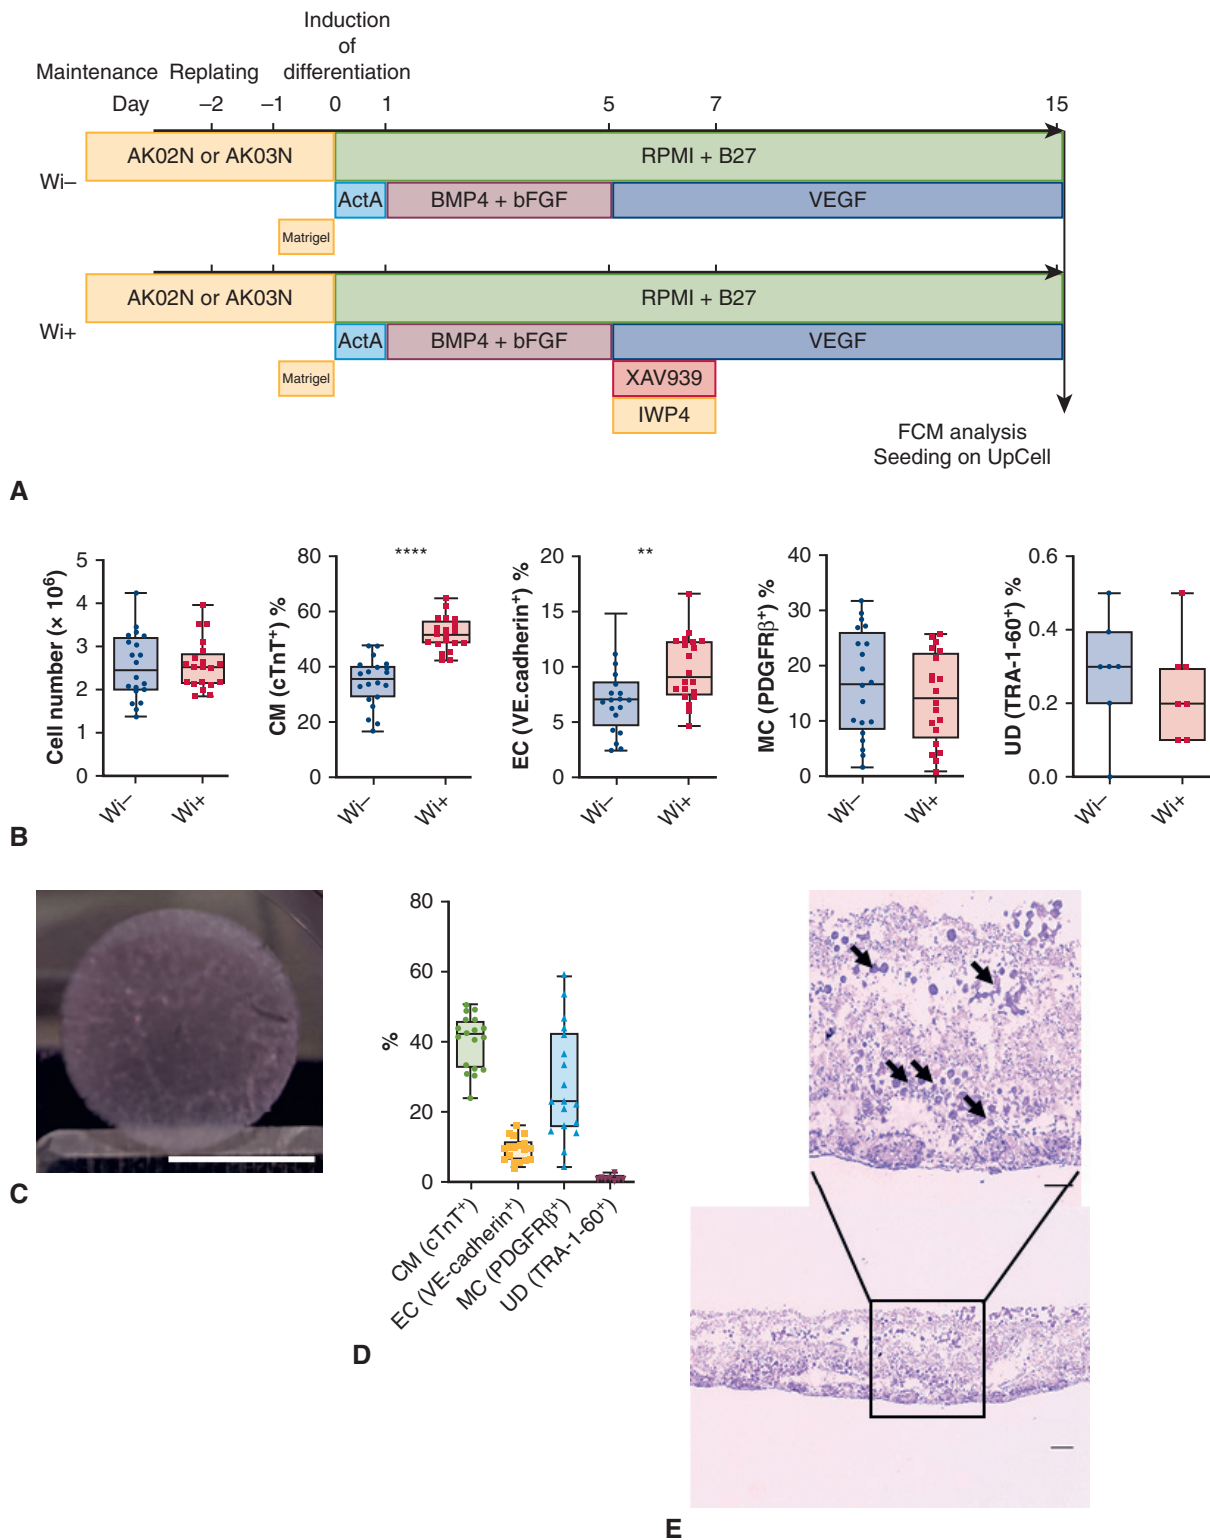 Induction
of
Maintenance Replating differentiation
Day –2 –1 0 1 5 7 15
AK02N or AK03N RPMI + B27
Wi–
ActA BMP4 + bFGF VEGF
Matrigel
AK02N or AK03N RPMI + B27
Wi+
ActA BMP4 + bFGF VEGF
Matrigel XAV939
IWP4
FCM analysis
Seeding on UpCell
A
Cell number (× 10⁶)
5
4
3
2
1
0
Wi– Wi+
CM (cTnT⁺) %
80
60
40
20
0
****
Wi– Wi+
EC (VE.cadherin⁺) %
20
15
10
5
0
**
Wi– Wi+
MC (PDGFRβ⁺) %
40
30
20
10
0
Wi– Wi+
UD (TRA-1-60⁺) %
0.6
0.4
0.2
0.0
Wi– Wi+
B
C
%
80
60
40
20
0
CM (cTnT⁺)
EC (VE-cadherin⁺)
MC (PDGFRβ⁺)
UD (TRA-1-60⁺)
D
E